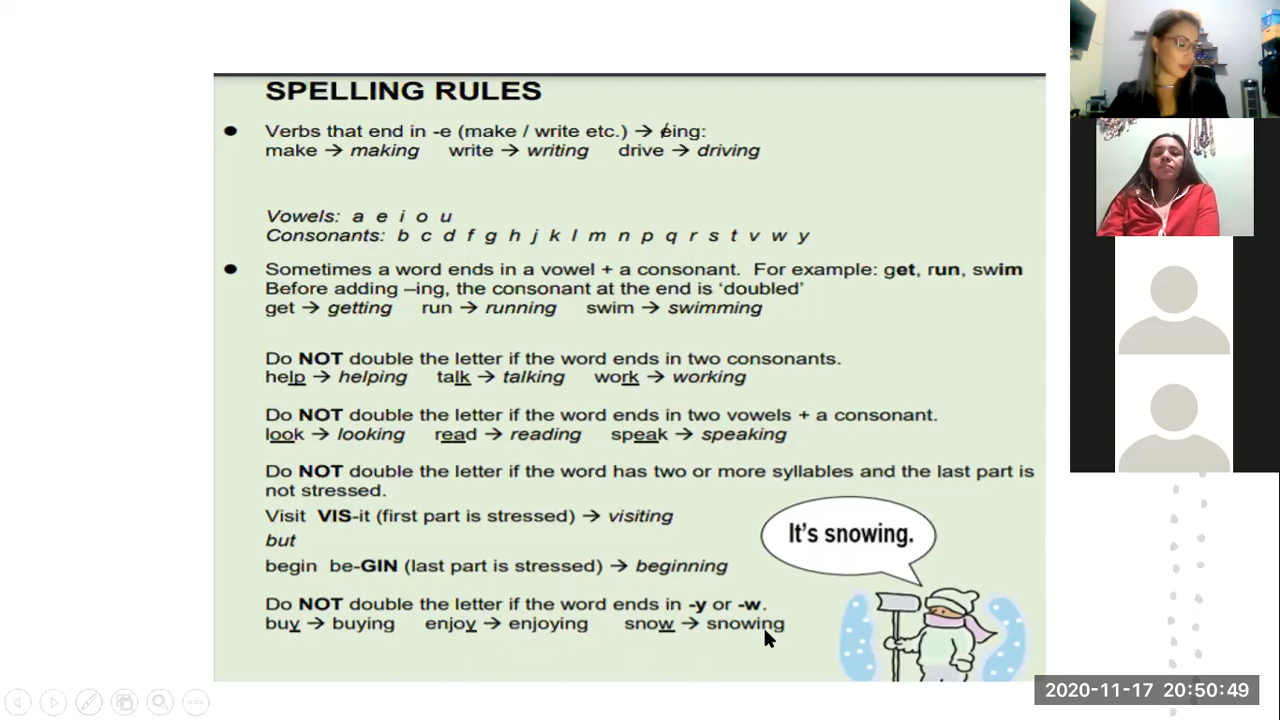 SPELLING RULES
● Verbs that end in -e (make / write etc.) → eing:
make → making write → writing drive → driving
Vowels: a e i o u
Consonants: b c d f g h j k l m n p q r s t v w y
● Sometimes a word ends in a vowel + a consonant. For example: get, run, swim
Before adding –ing, the consonant at the end is ‘doubled’
get → getting run → running swim → swimming
Do NOT double the letter if the word ends in two consonants.
help → helping talk → talking work → working
Do NOT double the letter if the word ends in two vowels + a consonant.
look → looking read → reading speak → speaking
Do NOT double the letter if the word has two or more syllables and the last part is
not stressed.
Visit VIS-it (first part is stressed) → visiting
but
begin be-GIN (last part is stressed) → beginning
Do NOT double the letter if the word ends in -y or -w.
buy → buying enjoy → enjoying snow → snowing
It's snowing.
2020-11-17 20:50:49